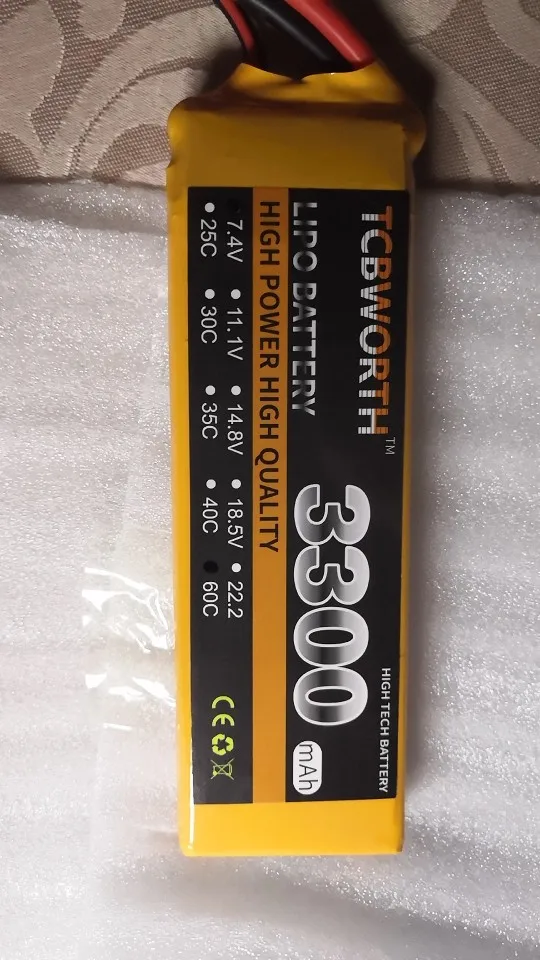 TCBWORTH™
LIPO BATTERY
3300 mAh
HIGH TECH BATTERY
HIGH POWER HIGH QUALITY
7.4V 11.1V 14.8V 18.5V 22.2
25C 30C 35C 40C 60C
CE